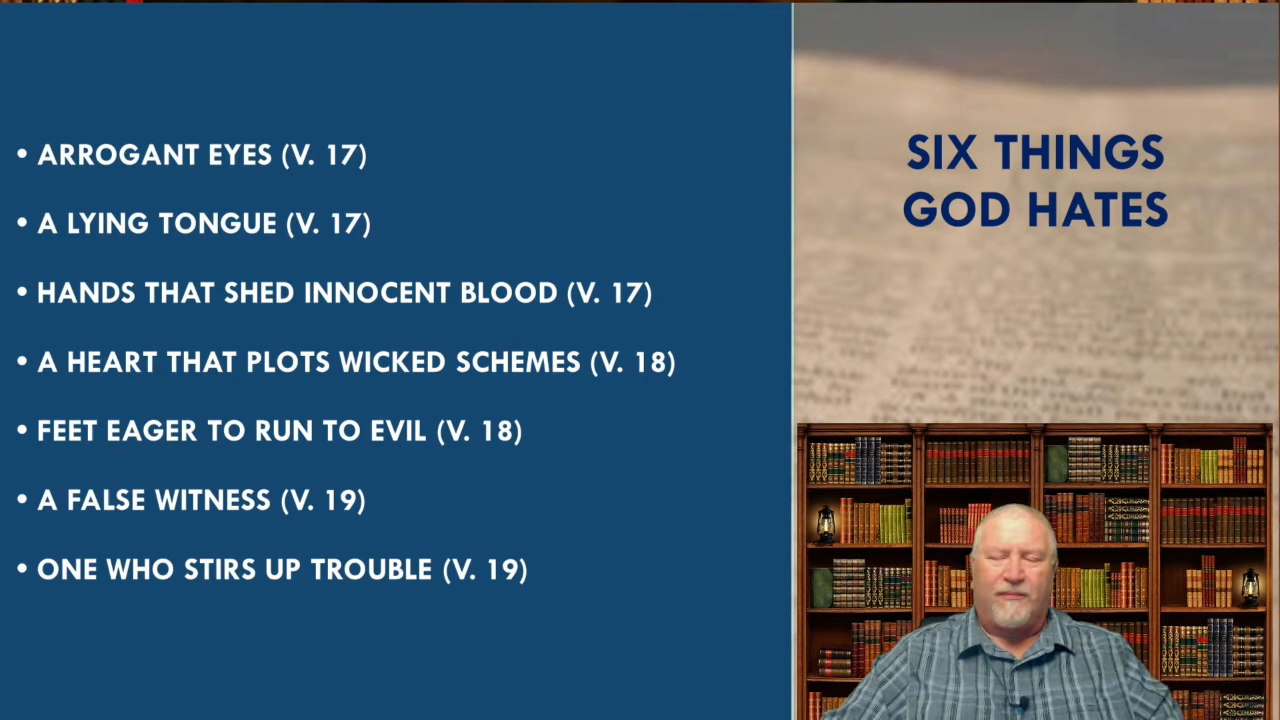 • ARROGANT EYES (V. 17)
• A LYING TONGUE (V. 17)
• HANDS THAT SHED INNOCENT BLOOD (V. 17)
• A HEART THAT PLOTS WICKED SCHEMES (V. 18)
• FEET EAGER TO RUN TO EVIL (V. 18)
• A FALSE WITNESS (V. 19)
• ONE WHO STIRS UP TROUBLE (V. 19)
SIX THINGS
GOD HATES